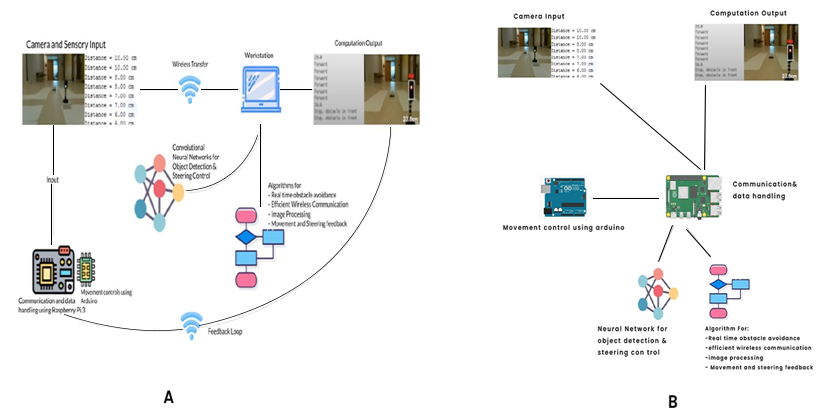 Camera and Sensory Input
Distance = 10.00 cm
Distance = 10.00 cm
Distance = 5.00 cm
Distance = 5.00 cm
Distance = 7.00 cm
Distance = 7.00 cm
Distance = 6.00 cm
Distance = 6.00 cm
Wireless Transfer
Workstation
Computation Output
Forward
Forward
Forward
Forward
Forward
Stop, obstacle in front
Stop, obstacle in front
Convolutional
Neural Networks for
Object Detection &
Steering Control
Input
Algorithms for
- Real time obstacle avoidance
- Efficient Wireless Communication
- Image Processing
- Movement and Steering feedback
Communication and data
handling using Raspberry Pi 3
Movement controls using
Arduino
Feedback Loop
A
Camera Input
Distance = 10.00 cm
Distance = 10.00 cm
Distance = 5.00 cm
Distance = 5.00 cm
Distance = 7.00 cm
Distance = 7.00 cm
Distance = 6.00 cm
Distance = 6.00 cm
Computation Output
Forward
Forward
Forward
Forward
Forward
Stop, obstacle in front
Stop, obstacle in front
Communication&
data handling
Movement control using arduino
Neural Network for
object detection &
steering con trol
Algorithm For:
-Real time obstacle avoidance
-efficient wireless communication
-image processing
- Movement and steering feedback
B